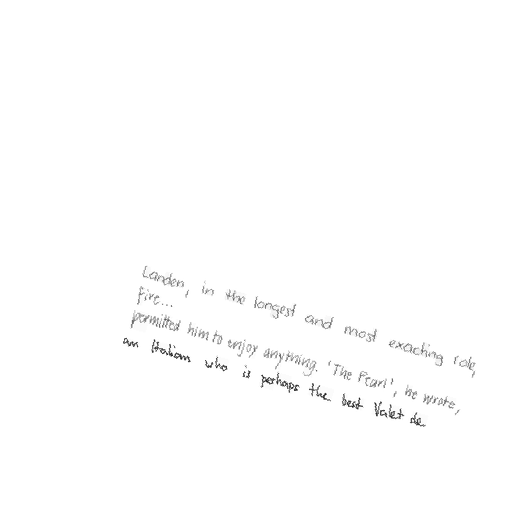 Landen, in the longest and most exacting role,
fire...
permitted him to enjoy anything. 'The Pearl', he wrote,
an Italian who is perhaps the best Valet de